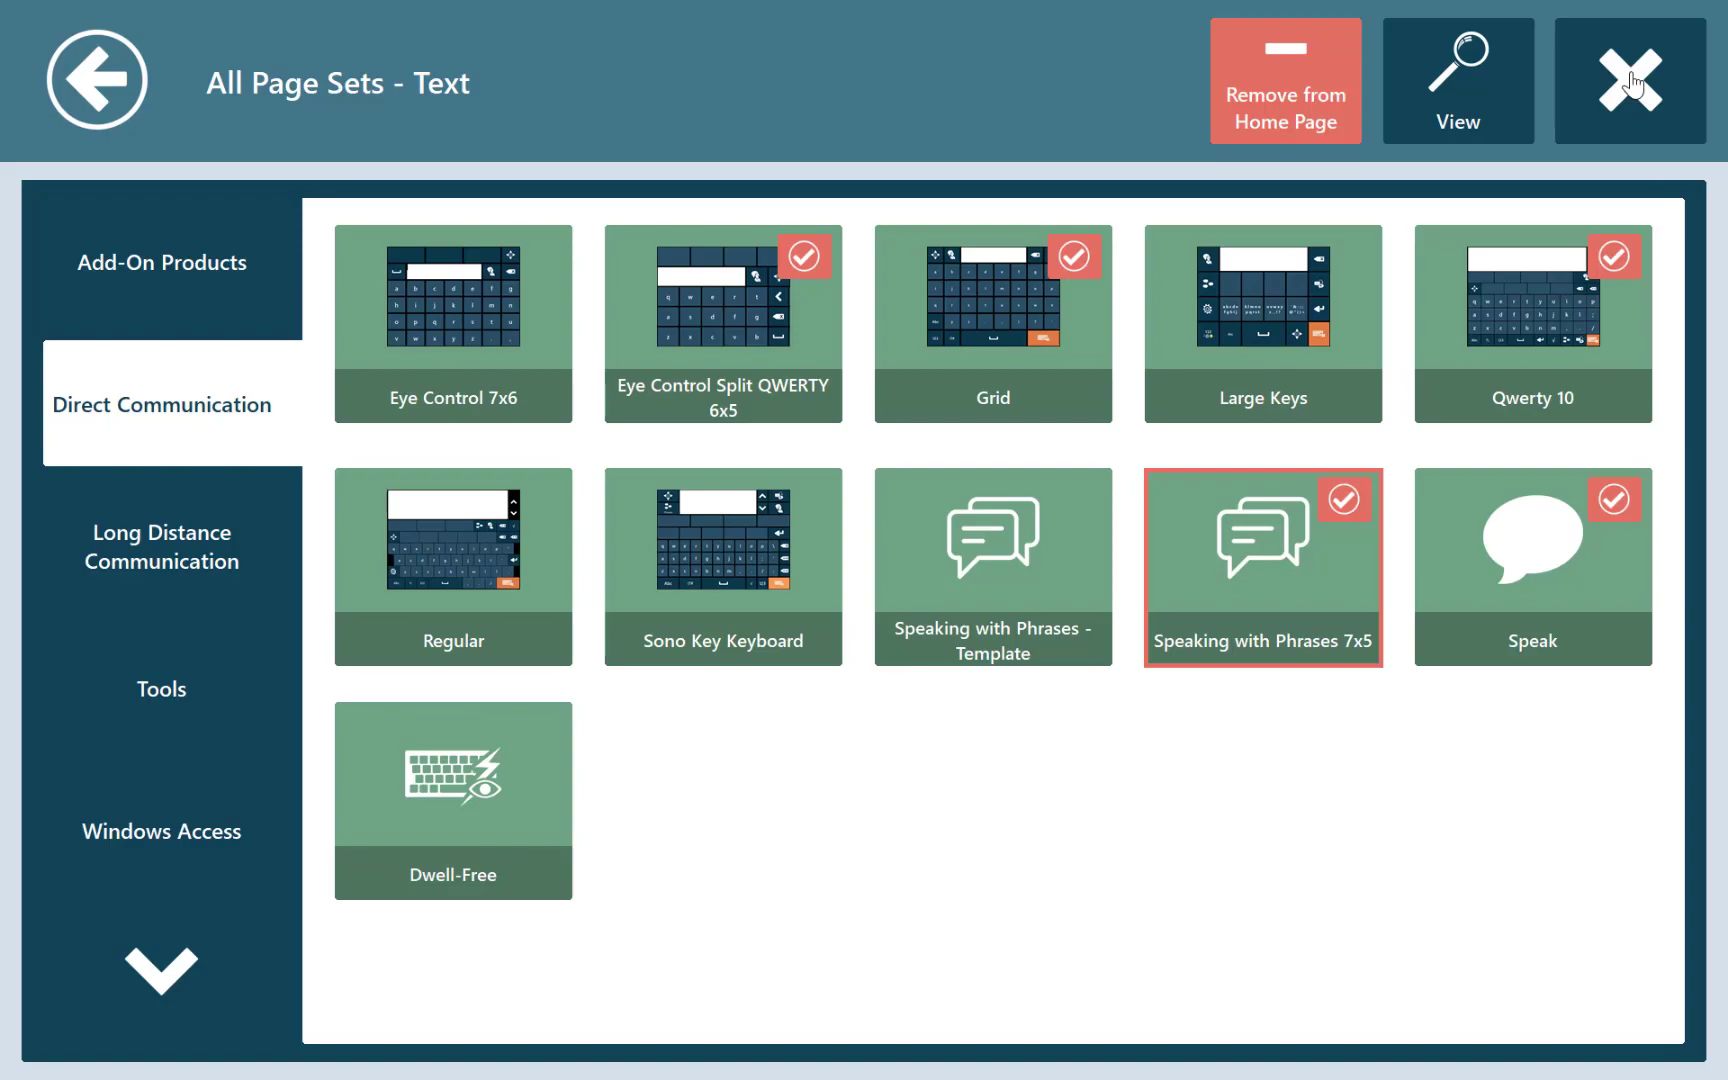 All Page Sets - Text
Remove from
Home Page
View
Add-On Products
Direct Communication
Long Distance
Communication
Tools
Windows Access
Eye Control 7x6
Eye Control Split QWERTY
6x5
Grid
Large Keys
Qwerty 10
Regular
Sono Key Keyboard
Speaking with Phrases -
Template
Speaking with Phrases 7x5
Speak
Dwell-Free